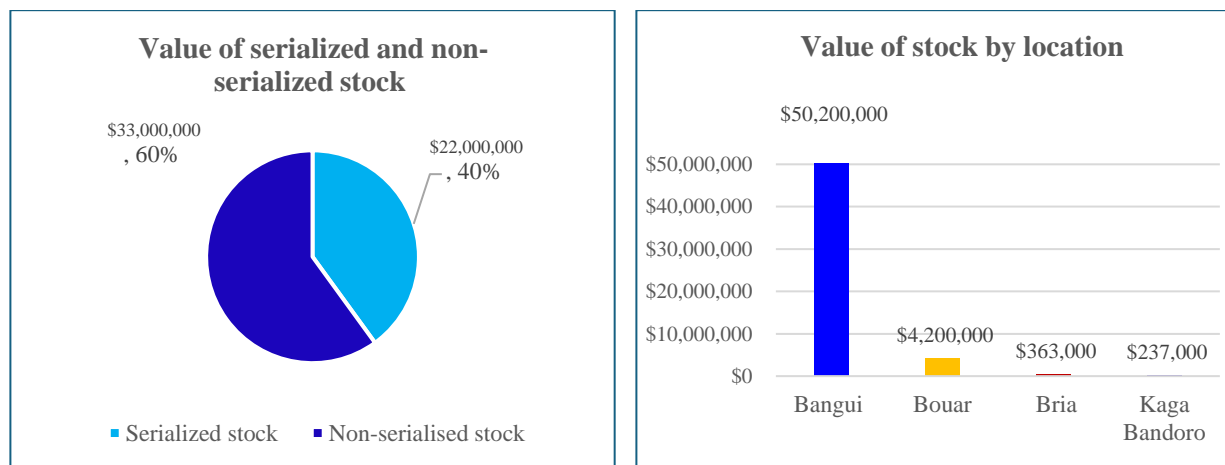 Value of serialized and non-
serialized stock
$33,000,000
, 60%
$22,000,000
, 40%
Serialized stock
Non-serialised stock
Value of stock by location
$50,200,000
$50,000,000
$40,000,000
$30,000,000
$20,000,000
$10,000,000
$0
$4,200,000
$363,000
$237,000
Bangui
Bouar
Bria
Kaga
Bandoro